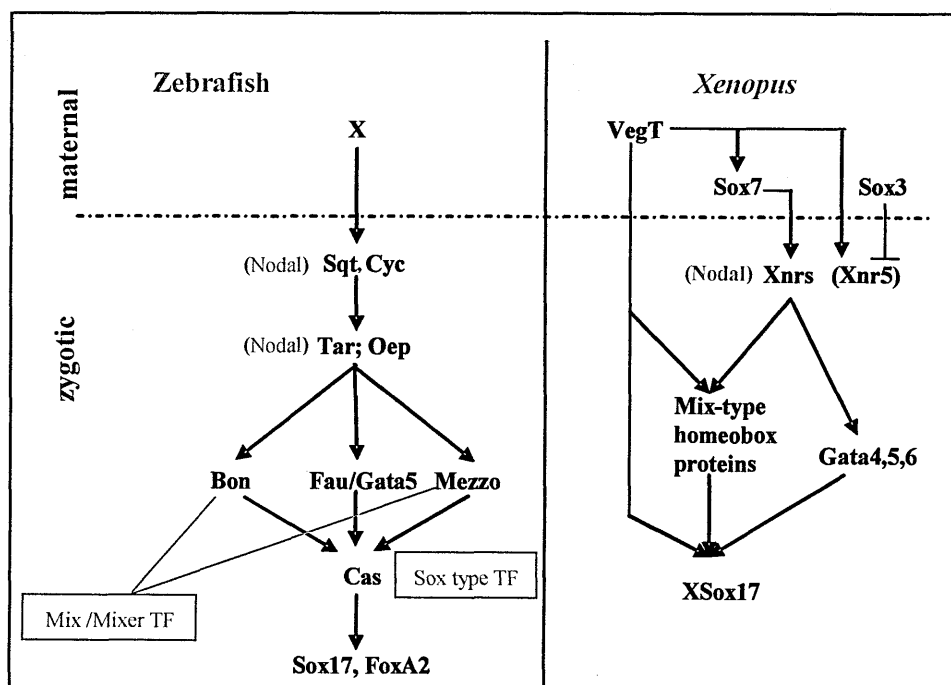 Zebrafish
Xenopus
maternal
X
VegT
Sox7
Sox3
zygotic
(Nodal) Sqt, Cyc
(Nodal) Xnrs (Xnr5)
(Nodal) Tar; Oep
Mix-type
homeobox
proteins
Gata4,5,6
Bon
Fau/Gata5
Mezzo
Cas
Sox type TF
Mix /Mixer TF
XSox17
Sox17, FoxA2